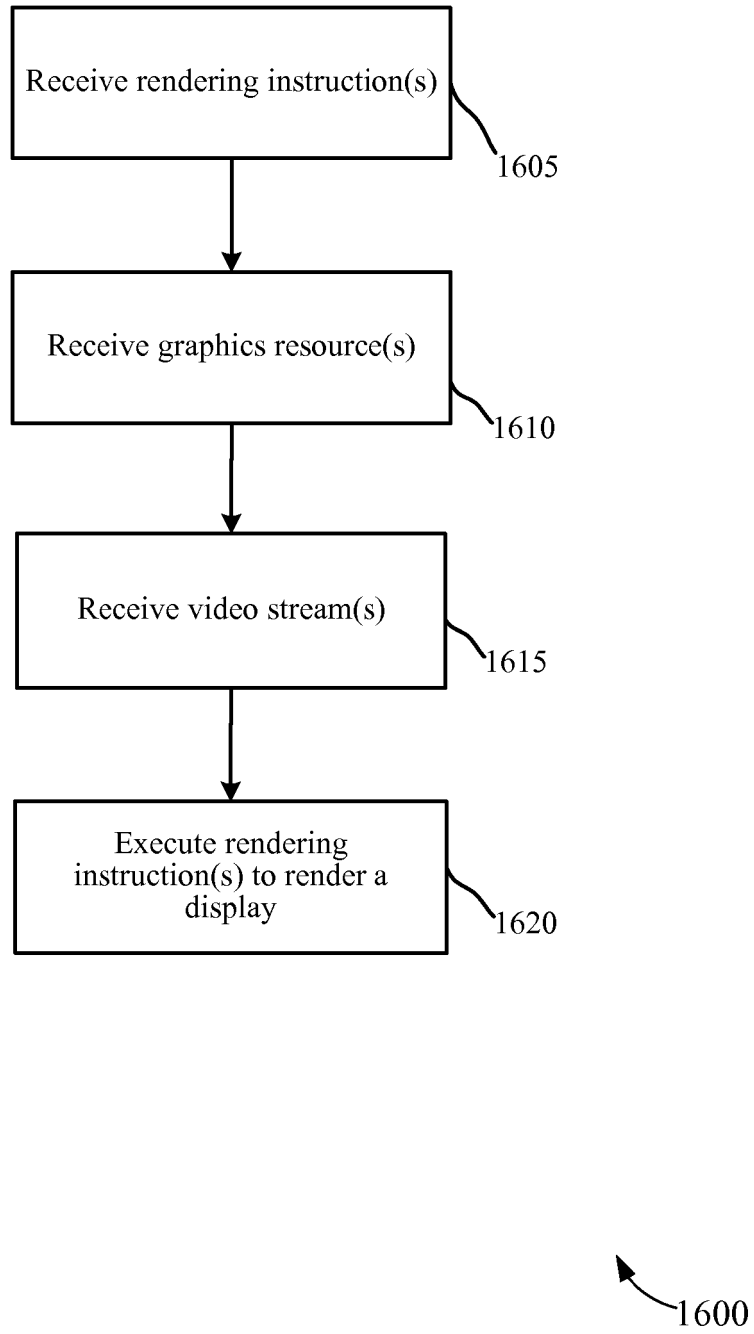 Receive rendering instruction(s)
1605
Receive graphics resource(s)
1610
Receive video stream(s)
1615
Execute rendering
instruction(s) to render a
display
1620
1600